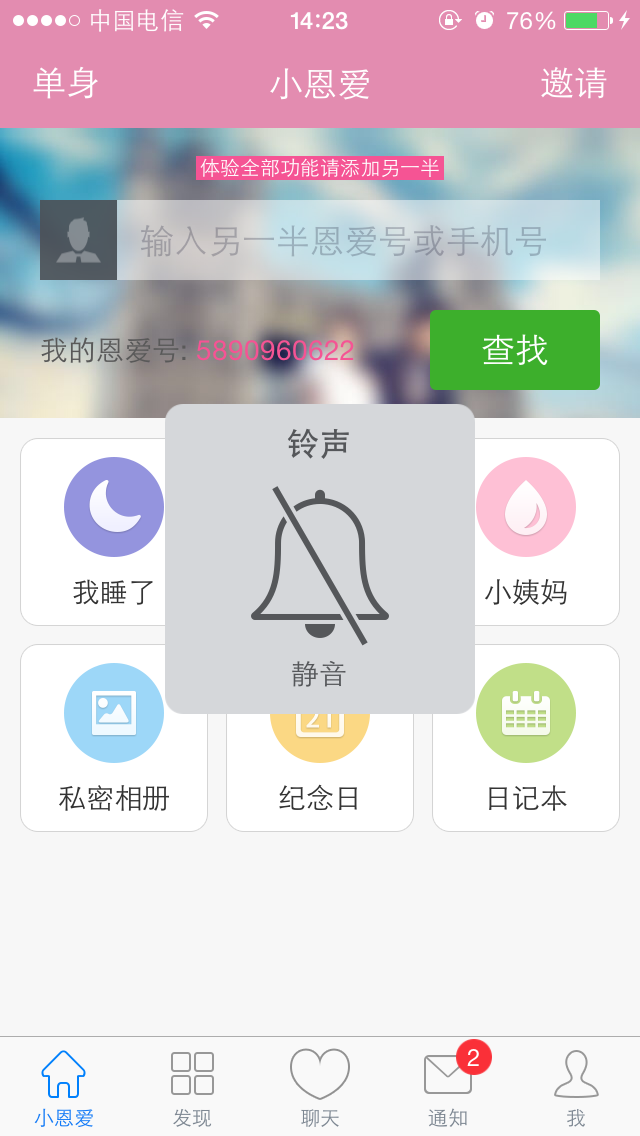 中国电信 14:23 76%
单身 小恩爱 邀请
体验全部功能请添加另一半
输入另一半恩爱号或手机号
我的恩爱号: 5890960622 查找
铃声
我睡了 小姨妈
静音
21
私密相册 纪念日 日记本
2
小恩爱 发现 聊天 通知 我